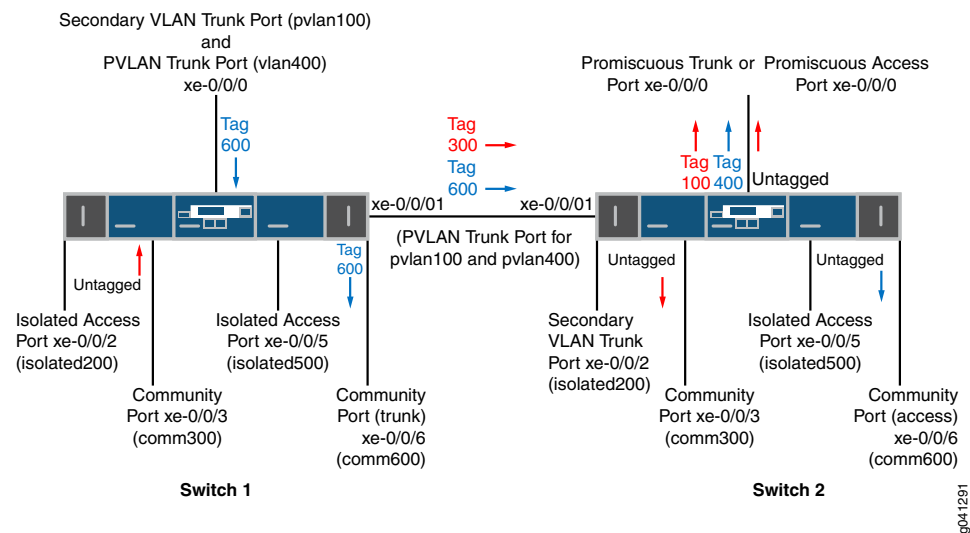 Secondary VLAN Trunk Port (pvlan100)
and
PVLAN Trunk Port (vlan400)
xe-0/0/0
Promiscuous Trunk or Promiscuous Access
Port xe-0/0/0
Port xe-0/0/0
Tag
600
Tag
300
Tag
600
Tag
100
Tag
400
Untagged
xe-0/0/01
xe-0/0/01
(PVLAN Trunk Port for
pvlan100 and pvlan400)
Untagged
Tag
600
Untagged
Untagged
Isolated Access
Port xe-0/0/2
(isolated200)
Isolated Access
Port xe-0/0/5
(isolated500)
Secondary
VLAN Trunk
Port xe-0/0/2
(isolated200)
Isolated Access
Port xe-0/0/5
(isolated500)
Community
Port xe-0/0/3
(comm300)
Community
Port (trunk)
xe-0/0/6
(comm600)
Community
Port xe-0/0/3
(comm300)
Community
Port (access)
xe-0/0/6
(comm600)
Switch 1
Switch 2
g041291